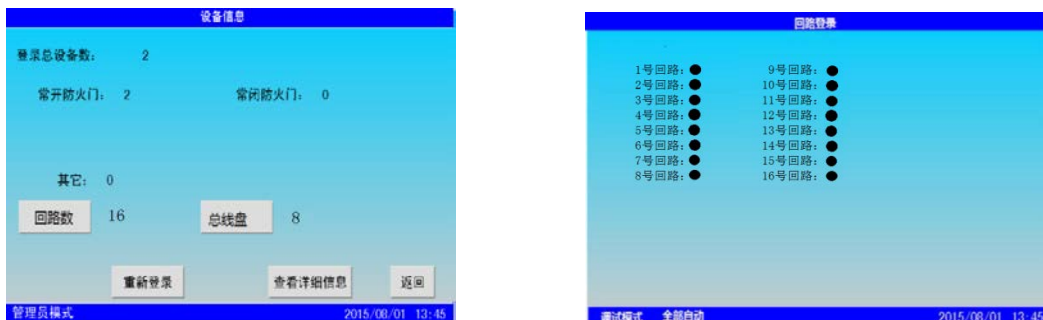 设备信息
登录总设备数： 2
常开防火门： 2 常闭防火门： 0
其它： 0
回路数 16 总线盘 8
重新登录 查看详细信息 返回
管理员模式 2015/08/01 13:45
回路登录
1号回路：● 9号回路：●
2号回路：● 10号回路：●
3号回路：● 11号回路：●
4号回路：● 12号回路：●
5号回路：● 13号回路：●
6号回路：● 14号回路：●
7号回路：● 15号回路：●
8号回路：● 16号回路：●
调试模式 全部自动 2015/08/01 13:45